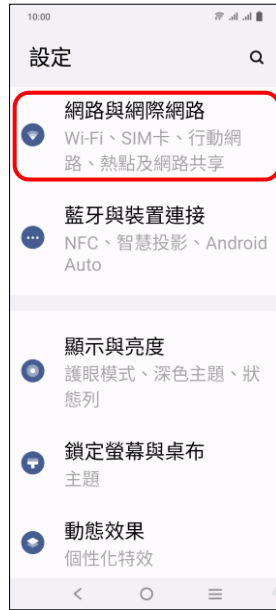 10:00
設定
網路與網際網路
Wi-Fi、SIM卡、行動網
路、熱點及網路共享
藍牙與裝置連接
NFC、智慧投影、Android
Auto
顯示與亮度
護眼模式、深色主題、狀
態列
鎖定螢幕與桌布
主題
動態效果
個性化特效